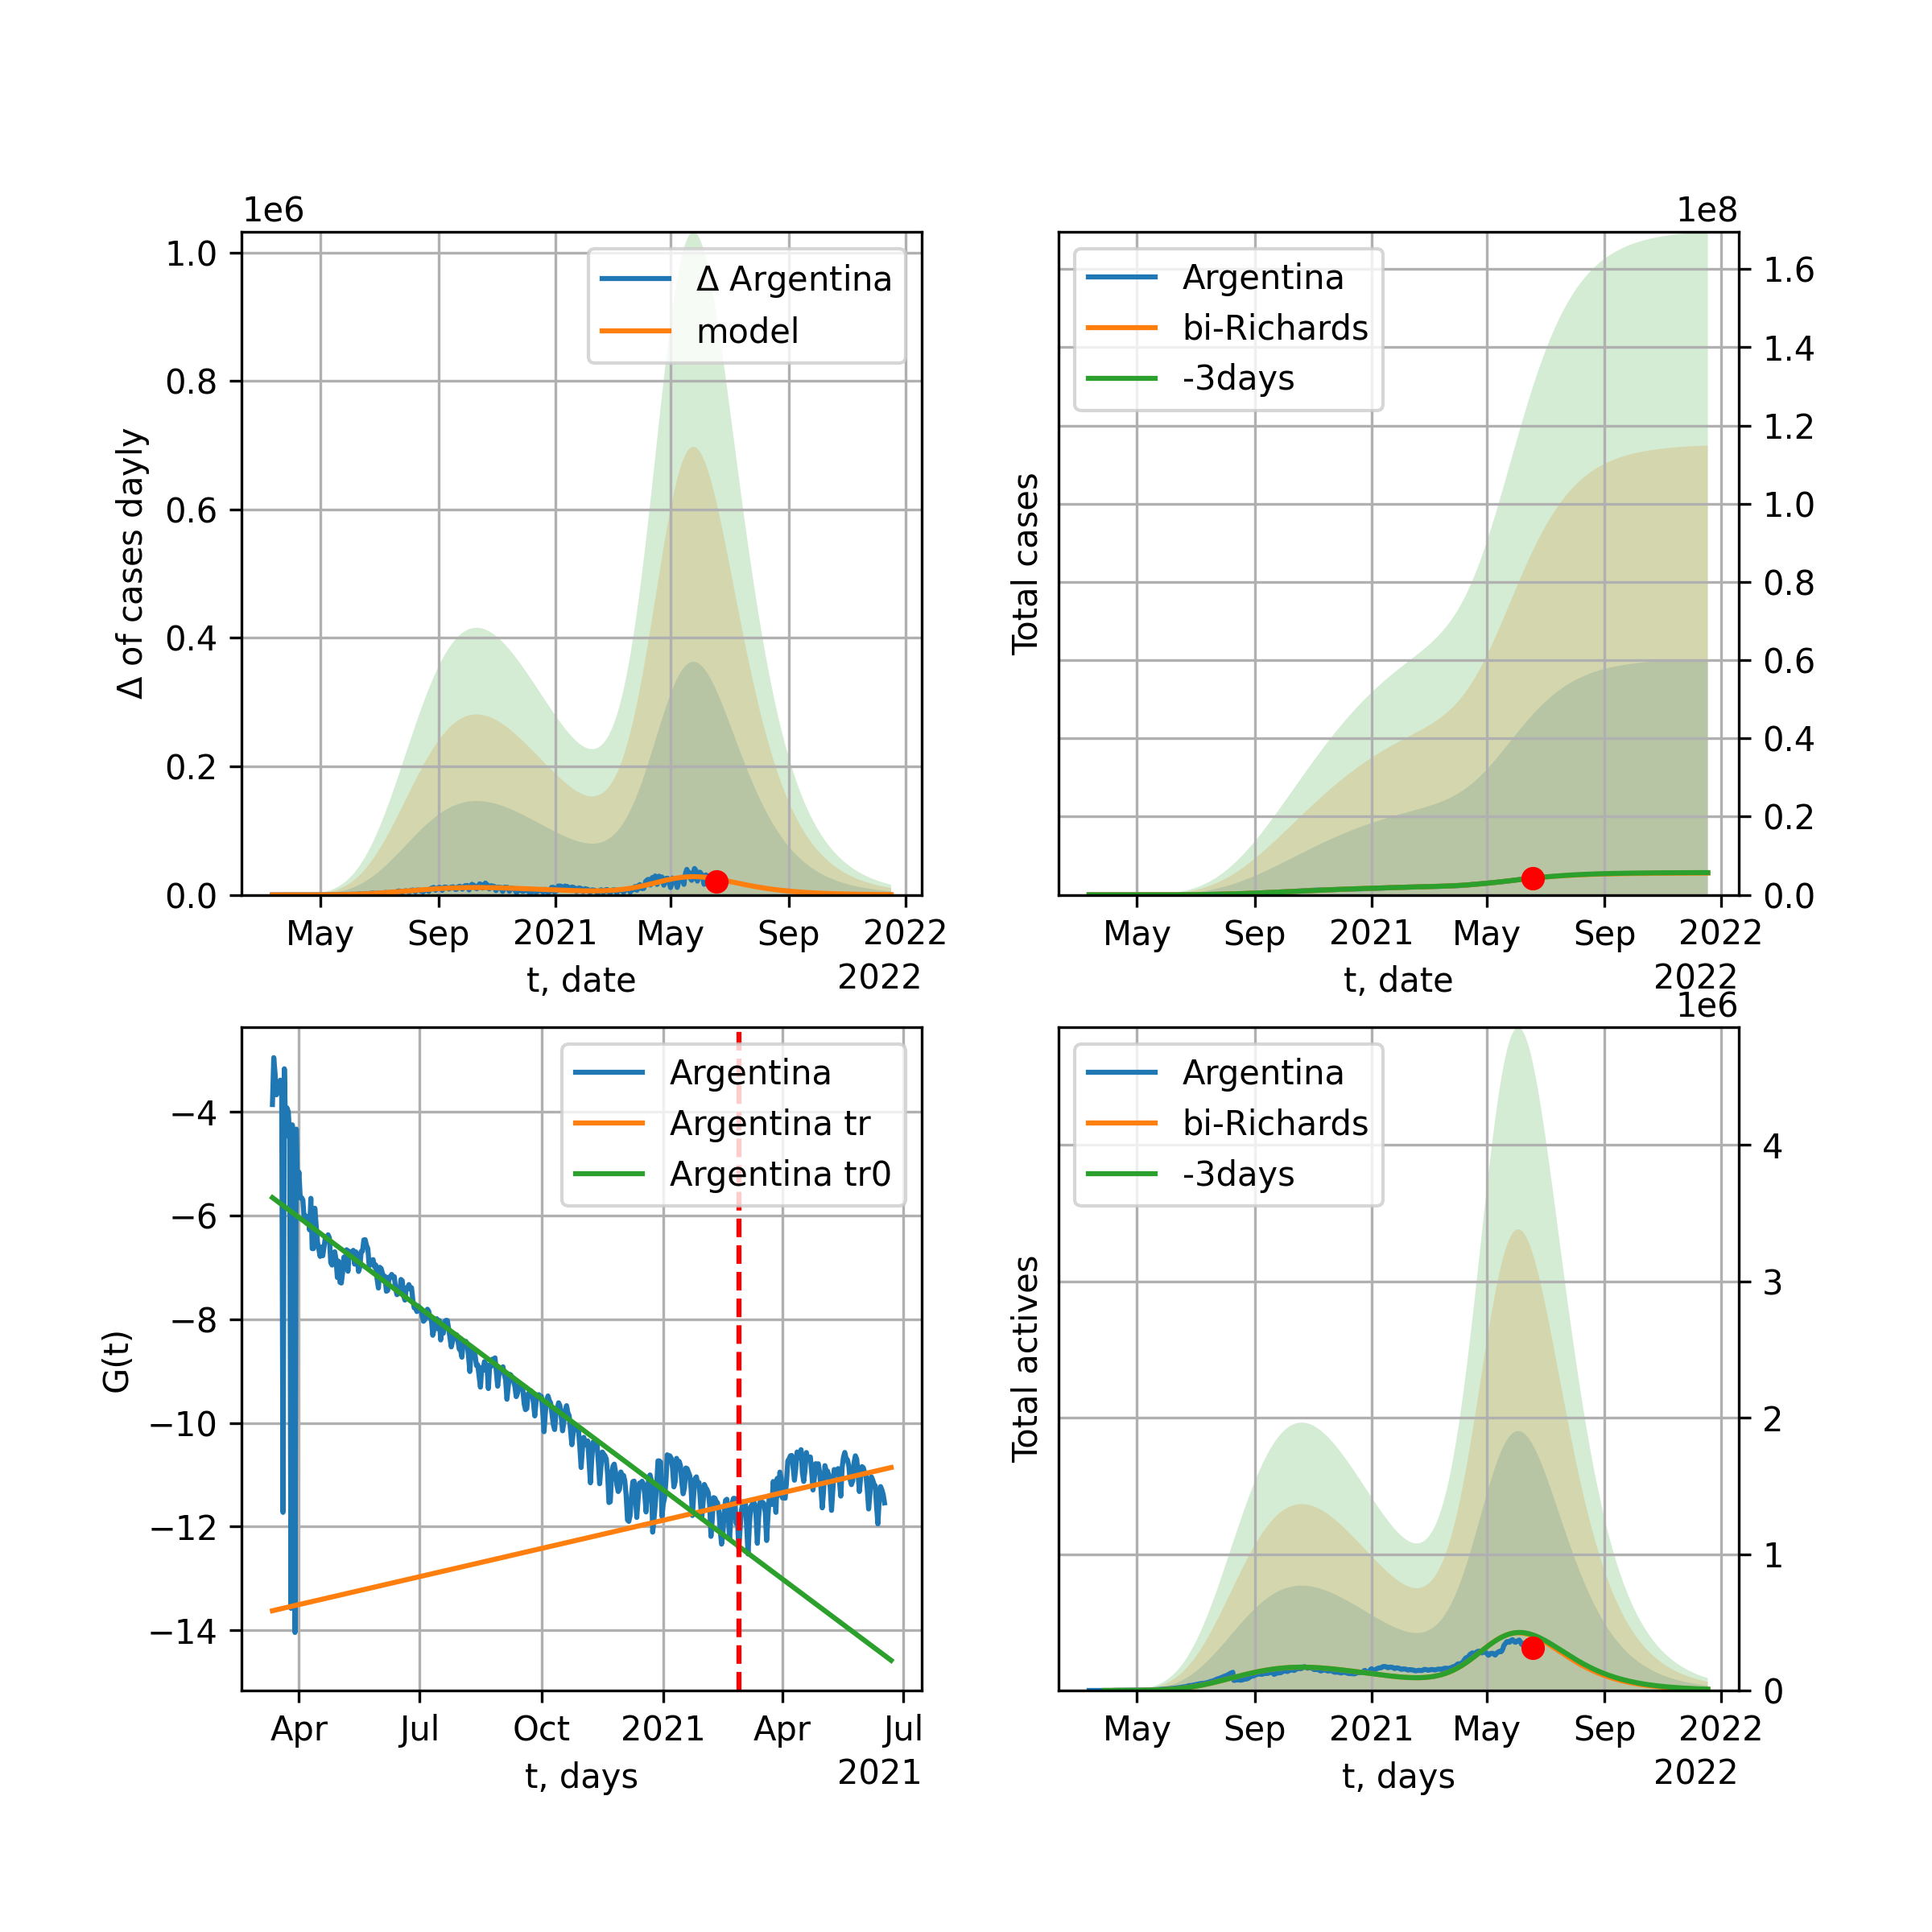 1e6
1.0
0.8
0.6
0.4
0.2
0.0
Δ of cases dayly
Δ Argentina
model
May Sep 2021 May Sep 2022
t, date 2022
1e8
Argentina
bi-Richards
-3days
Total cases
1.6
1.4
1.2
1.0
0.8
0.6
0.4
0.2
0.0
May Sep 2021 May Sep 2022
t, date 2022
−4
−6
−8
−10
−12
−14
G(t)
Argentina
Argentina tr
Argentina tr0
Apr Jul Oct 2021 Apr Jul
t, days 2021
1e6
Argentina
bi-Richards
-3days
Total actives
4
3
2
1
0
May Sep 2021 May Sep 2022
t, days 2022